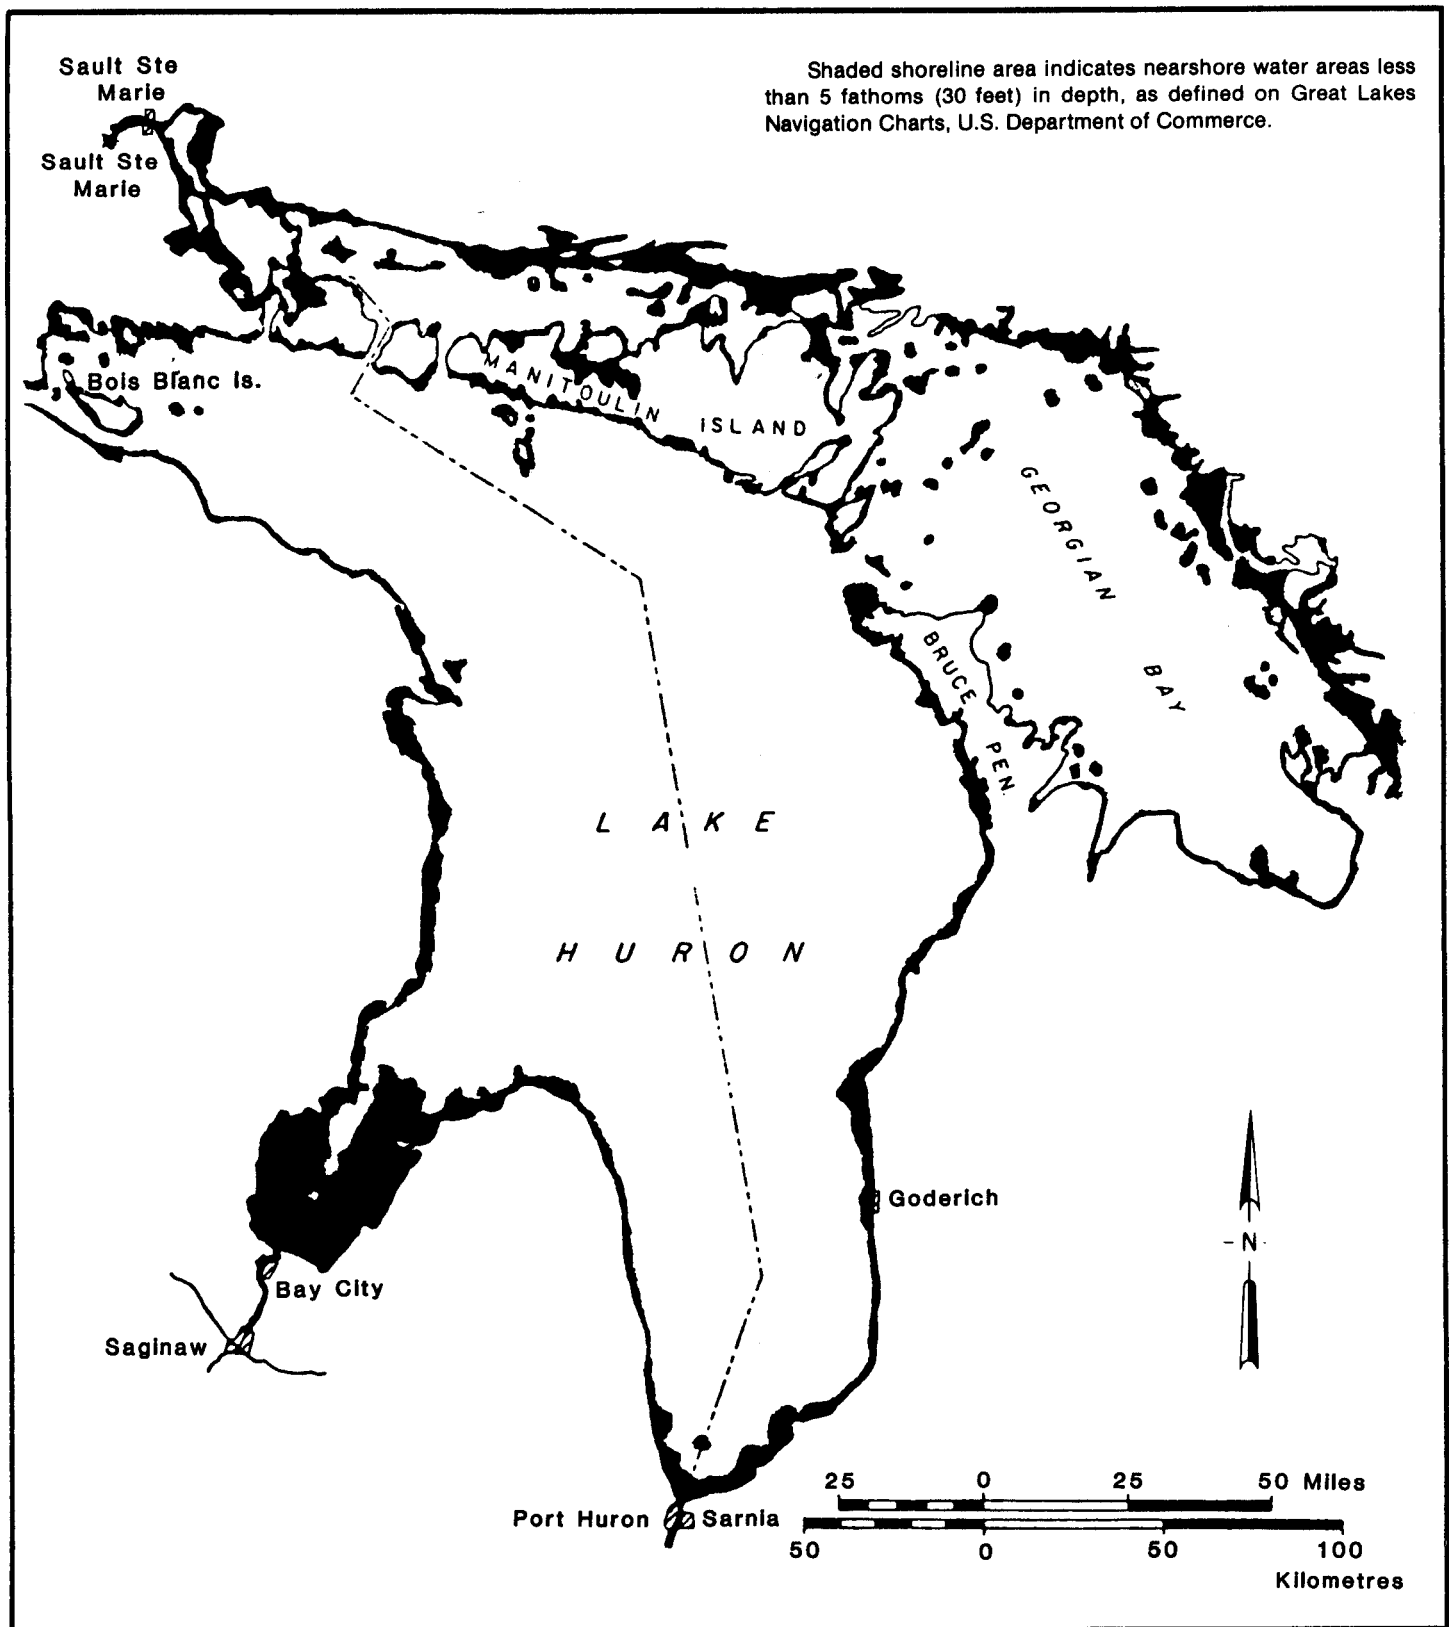 Sault Ste
Marie
Shaded shoreline area indicates nearshore water areas less
than 5 fathoms (30 feet) in depth, as defined on Great Lakes
Navigation Charts, U.S. Department of Commerce.
Sault Ste
Marie
Bois Blanc Is.
MANITOULIN ISLAND
GEORGIAN BAY
BRUCE PEN.
LAKE
HURON
Goderich
N
Bay City
Saginaw
Port Huron
Sarnia
25 0 25 50 Miles
50 0 50 100
Kilometres